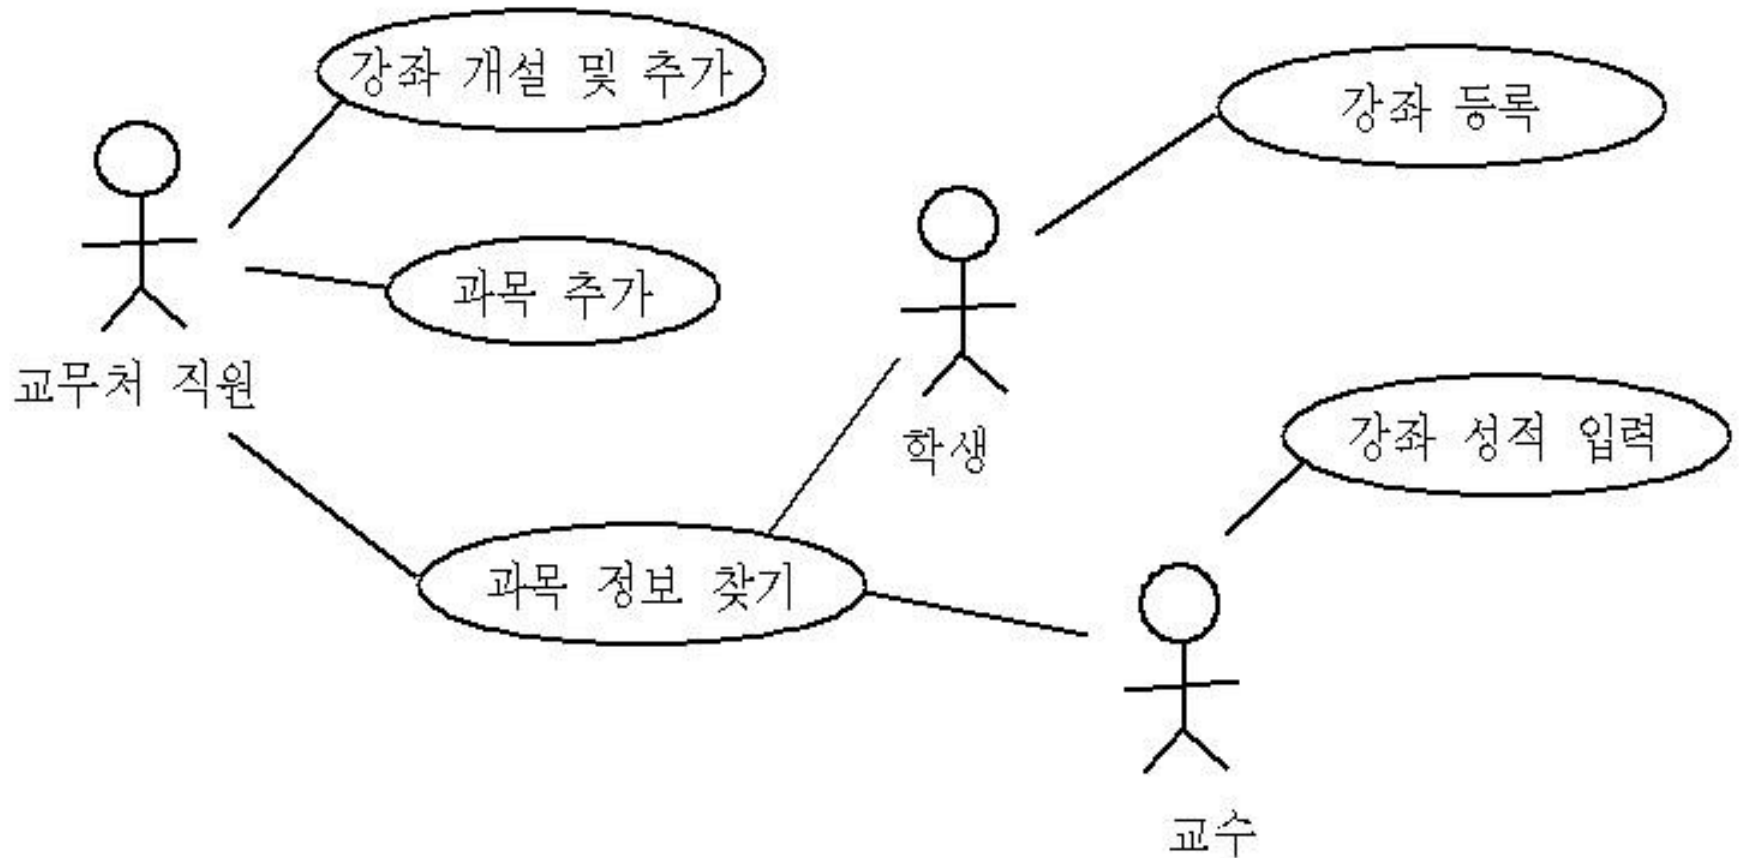 강좌 개설 및 추가
강좌 등록
과목 추가
교무처 직원
학생
강좌 성적 입력
과목 정보 찾기
교수